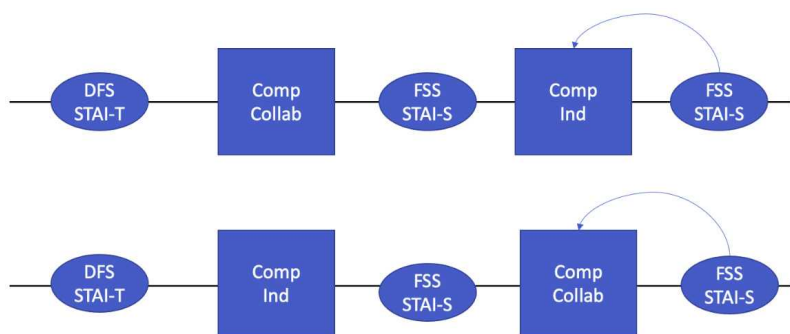 DFS
STAI-T
Comp
Collab
FSS
STAI-S
Comp
Ind
FSS
STAI-S
DFS
STAI-T
Comp
Ind
FSS
STAI-S
Comp
Collab
FSS
STAI-S